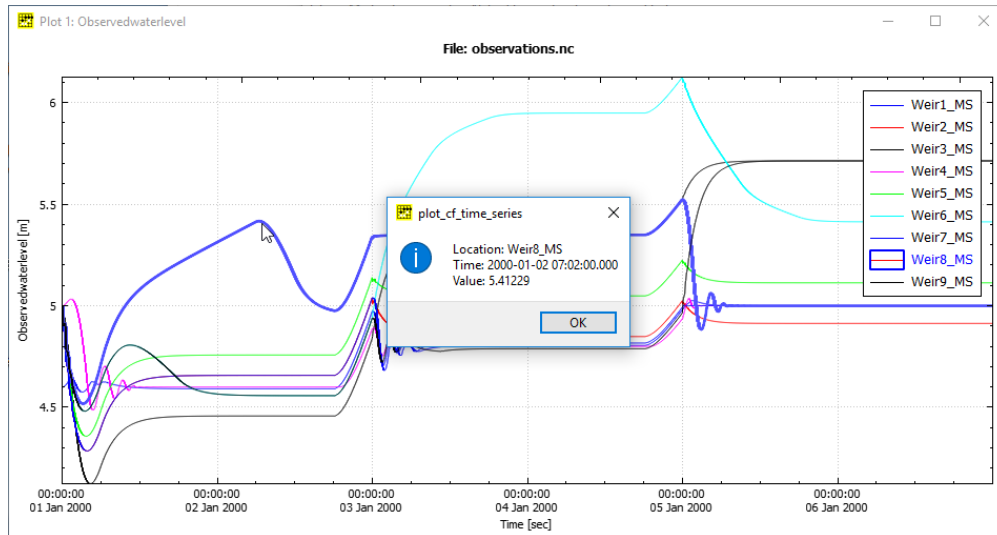 Plot 1: Observedwaterlevel
File: observations.nc
6
5.5
5
4.5
Observedwaterlevel [m]
Weir1_MS
Weir2_MS
Weir3_MS
Weir4_MS
Weir5_MS
Weir6_MS
Weir7_MS
Weir8_MS
Weir9_MS
plot_cf_time_series
Location: Weir8_MS
Time: 2000-01-02 07:02:00.000
Value: 5.41229
OK
00:00:00 00:00:00 00:00:00 00:00:00 00:00:00 00:00:00
01 Jan 2000 02 Jan 2000 03 Jan 2000 04 Jan 2000 05 Jan 2000 06 Jan 2000
Time [sec]